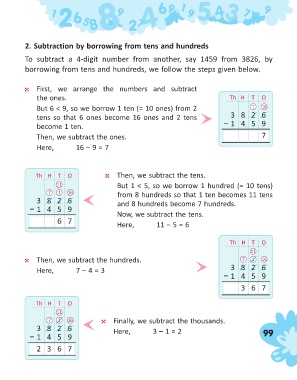 2. Subtraction by borrowing from tens and hundreds
To subtract a 4-digit number from another, say 1459 from 3826, by
borrowing from tens and hundreds, we follow the steps given below.
First, we arrange the numbers and subtract
the ones.
But 6 < 9, so we borrow 1 ten (= 10 ones) from 2
tens so that 6 ones become 16 ones and 2 tens
become 1 ten.
Then, we subtract the ones.
Here, 16 – 9 = 7
Th H T O
1 16
3 8 2 6
– 1 4 5 9
7
Th H T O
11
7 1 16
3 8 2 6
– 1 4 5 9
6 7
Then, we subtract the tens.
But 1 < 5, so we borrow 1 hundred (= 10 tens)
from 8 hundreds so that 1 ten becomes 11 tens
and 8 hundreds become 7 hundreds.
Now, we subtract the tens.
Here, 11 – 5 = 6
Then, we subtract the hundreds.
Here, 7 – 4 = 3
Th H T O
11
7 1 16
3 8 2 6
– 1 4 5 9
3 6 7
Th H T O
11
7 1 16
3 8 2 6
– 1 4 5 9
2 3 6 7
Finally, we subtract the thousands.
Here, 3 – 1 = 2
99